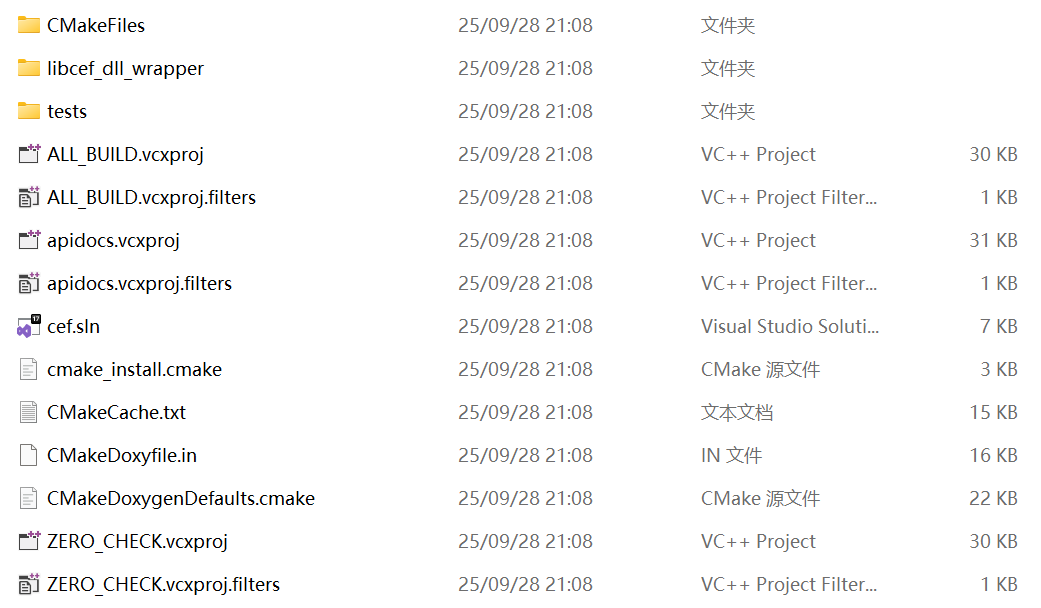 CMakeFiles 25/09/28 21:08 文件夹
libcef_dll_wrapper 25/09/28 21:08 文件夹
tests 25/09/28 21:08 文件夹
ALL_BUILD.vcxproj 25/09/28 21:08 VC++ Project 30 KB
ALL_BUILD.vcxproj.filters 25/09/28 21:08 VC++ Project Filter... 1 KB
apidocs.vcxproj 25/09/28 21:08 VC++ Project 31 KB
apidocs.vcxproj.filters 25/09/28 21:08 VC++ Project Filter... 1 KB
cef.sln 25/09/28 21:08 Visual Studio Soluti... 7 KB
cmake_install.cmake 25/09/28 21:08 CMake 源文件 3 KB
CMakeCache.txt 25/09/28 21:08 文本文档 15 KB
CMakeDoxyfile.in 25/09/28 21:08 IN 文件 16 KB
CMakeDoxygenDefaults.cmake 25/09/28 21:08 CMake 源文件 22 KB
ZERO_CHECK.vcxproj 25/09/28 21:08 VC++ Project 30 KB
ZERO_CHECK.vcxproj.filters 25/09/28 21:08 VC++ Project Filter... 1 KB